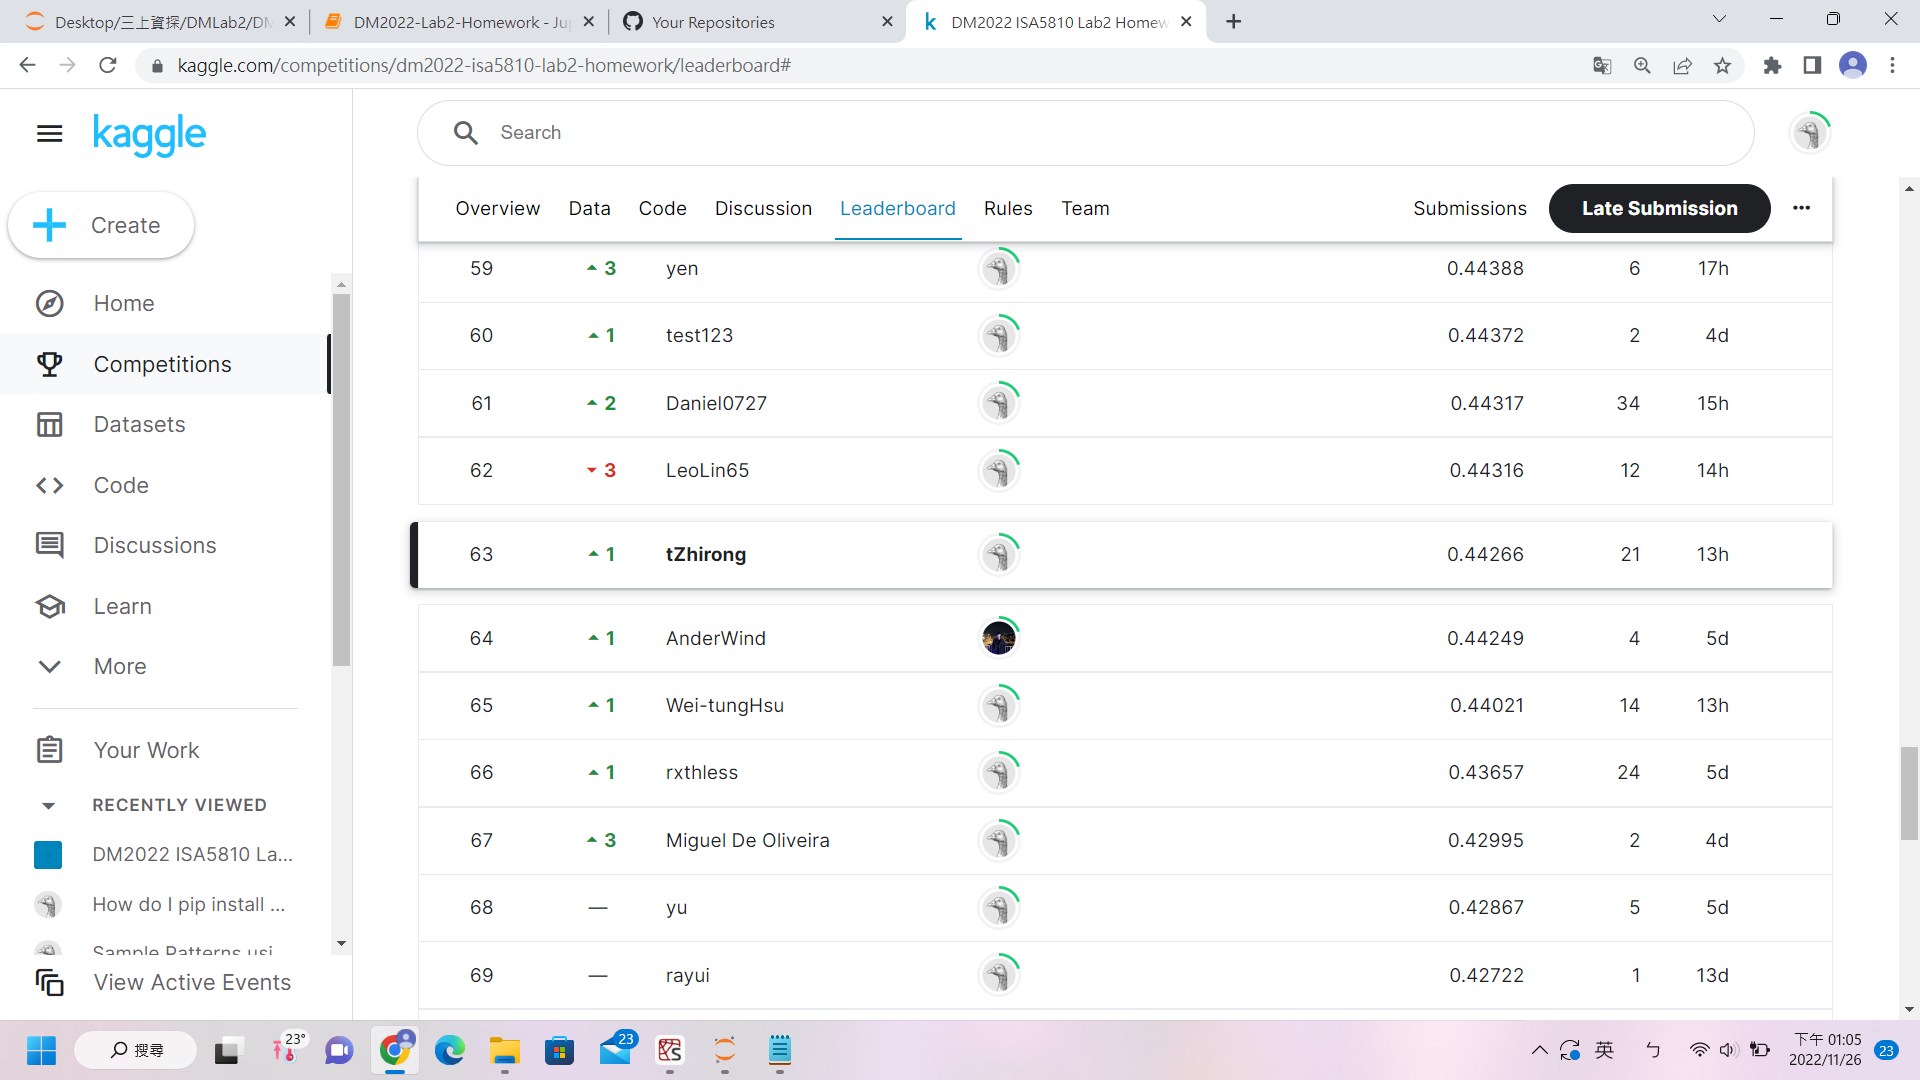 Desktop/三上資探/DMLab2/DM
DM2022-Lab2-Homework - Jup
Your Repositories
DM2022 ISA5810 Lab2 Homew
kaggle.com/competitions/dm2022-isa5810-lab2-homework/leaderboard#
kaggle
Search
Create
Home
Competitions
Datasets
Code
Discussions
Learn
More
Your Work
RECENTLY VIEWED
DM2022 ISA5810 La...
How do I pip install ...
Sample Patterns usi
View Active Events
Overview Data Code Discussion Leaderboard Rules Team Submissions Late Submission
59 3 yen 0.44388 6 17h
60 1 test123 0.44372 2 4d
61 2 Daniel0727 0.44317 34 15h
62 3 LeoLin65 0.44316 12 14h
63 1 tZhirong 0.44266 21 13h
64 1 AnderWind 0.44249 4 5d
65 1 Wei-tungHsu 0.44021 14 13h
66 1 rxthless 0.43657 24 5d
67 3 Miguel De Oliveira 0.42995 2 4d
68 — yu 0.42867 5 5d
69 — rayui 0.42722 1 13d
搜尋
23°
23
英
ㄅ
下午 01:05
2022/11/26
23